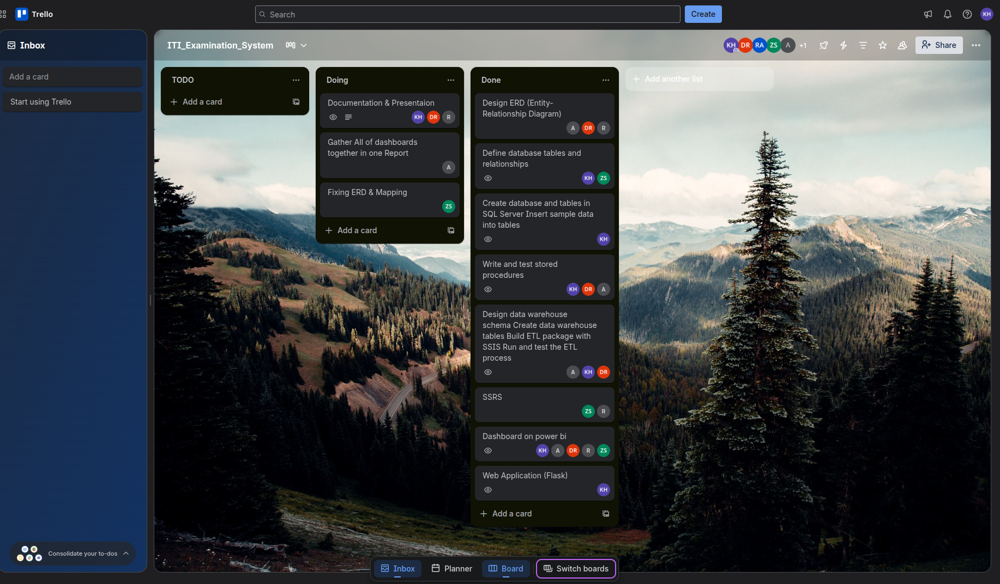 Trello
Search
Create
KH
Inbox
Add a card
Start using Trello
Consolidate your to-dos
ITI_Examination_System
KH DR RA ZS A +1
Share
TODO
Add a card
Doing
Documentation & Presentaion
KH DR R
Gather All of dashboards
together in one Report
A
Fixing ERD & Mapping
ZS
Add a card
Done
Design ERD (Entity-
Relationship Diagram)
A DR R
Define database tables and
relationships
KH ZS
Create database and tables in
SQL Server Insert sample data
into tables
KH
Write and test stored
procedures
KH DR A
Design data warehouse
schema Create data warehouse
tables Build ETL package with
SSIS Run and test the ETL
process
A KH DR
SSRS
ZS R
Dashboard on power bi
KH A DR R ZS
Web Application (Flask)
KH
Add a card
Add another list
Inbox
Planner
Board
Switch boards